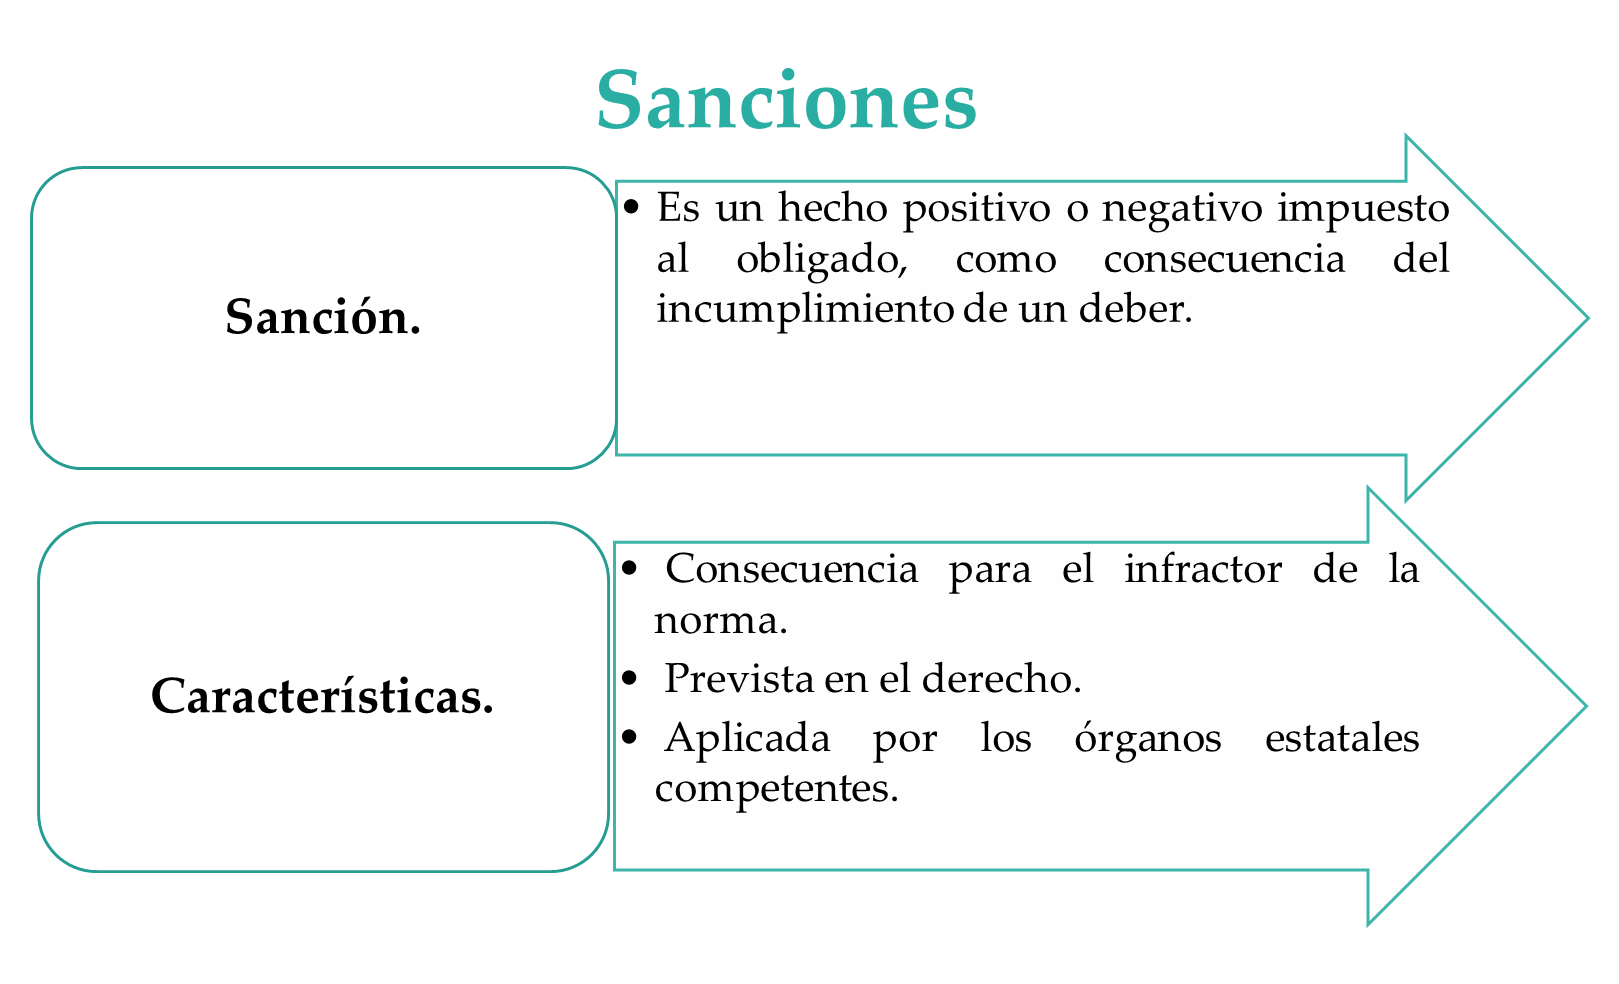 Sanciones
Sanción.
• Es un hecho positivo o negativo impuesto
al obligado, como consecuencia del
incumplimiento de un deber.
Características.
• Consecuencia para el infractor de la
norma.
• Prevista en el derecho.
• Aplicada por los órganos estatales
competentes.